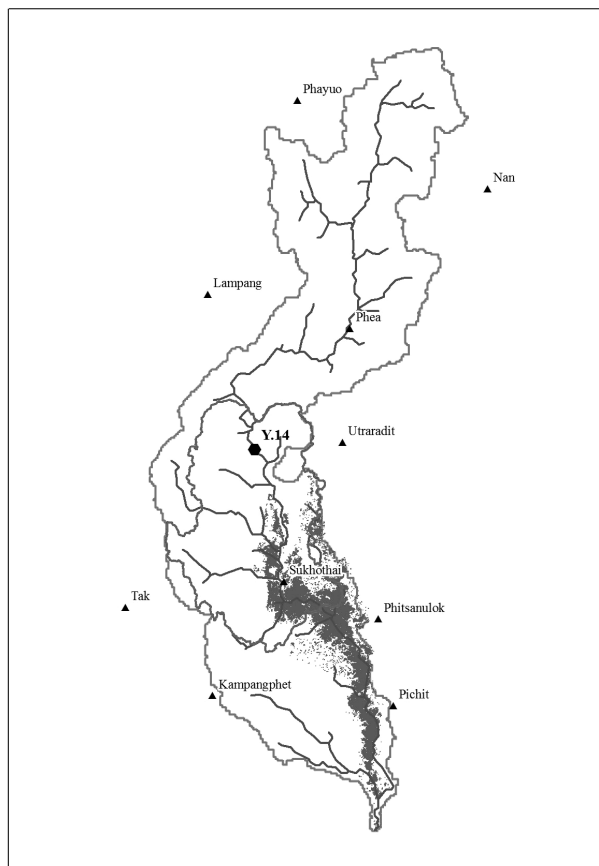 Phayuo
Nan
Lampang
Phea
Utraradit
Y.14
Sukhothai
Tak
Phitsanulok
Kampangphet
Pichit